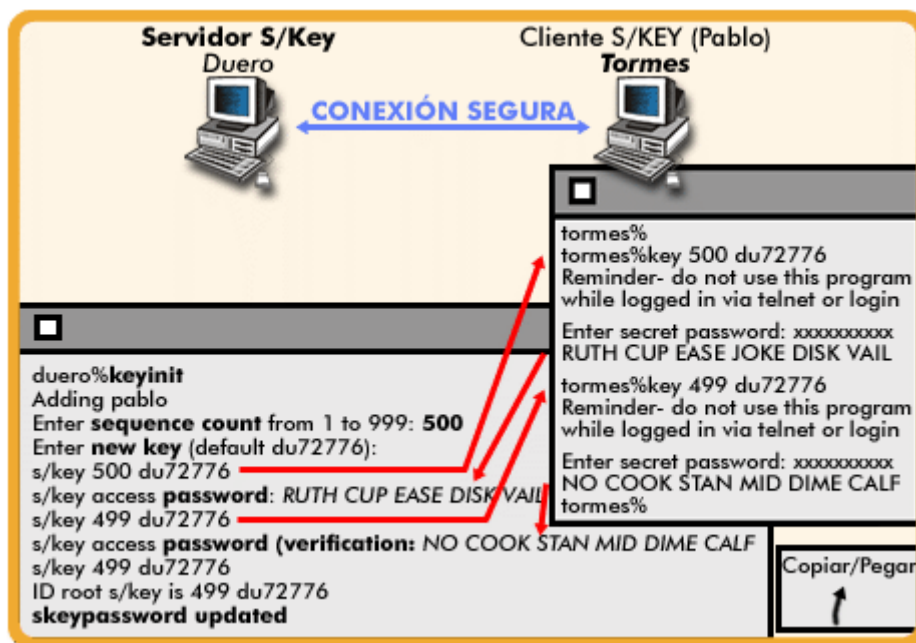 Servidor S/Key
Duero
Cliente S/KEY (Pablo)
Tormes
CONEXIÓN SEGURA
tormes%
tormes%key 500 du72776
Reminder- do not use this program
while logged in via telnet or login
Enter secret password: xxxxxxxxxx
RUTH CUP EASE JOKE DISK VAIL
tormes%key 499 du72776
Reminder- do not use this program
while logged in via telnet or login
Enter secret password: xxxxxxxxxx
NO COOK STAN MID DIME CALF
tormes%
duero%keyinit
Adding pablo
Enter sequence count from 1 to 999: 500
Enter new key (default du72776):
s/key 500 du72776
s/key access password: RUTH CUP EASE DISK VAIL
s/key 499 du72776
s/key access password (verification: NO COOK STAN MID DIME CALF
s/key 499 du72776
ID root s/key is 499 du72776
skeypassword updated
Copiar/Pegar